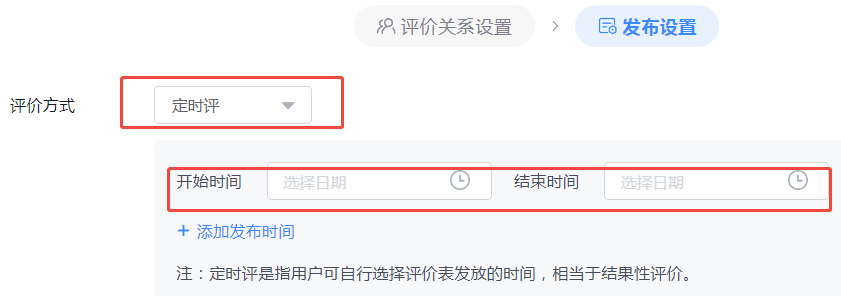 评价关系设置 > 发布设置
评价方式 定时评
开始时间 选择日期 结束时间 选择日期
+ 添加发布时间
注：定时评是指用户可自行选择评价表发放的时间，相当于结果性评价。